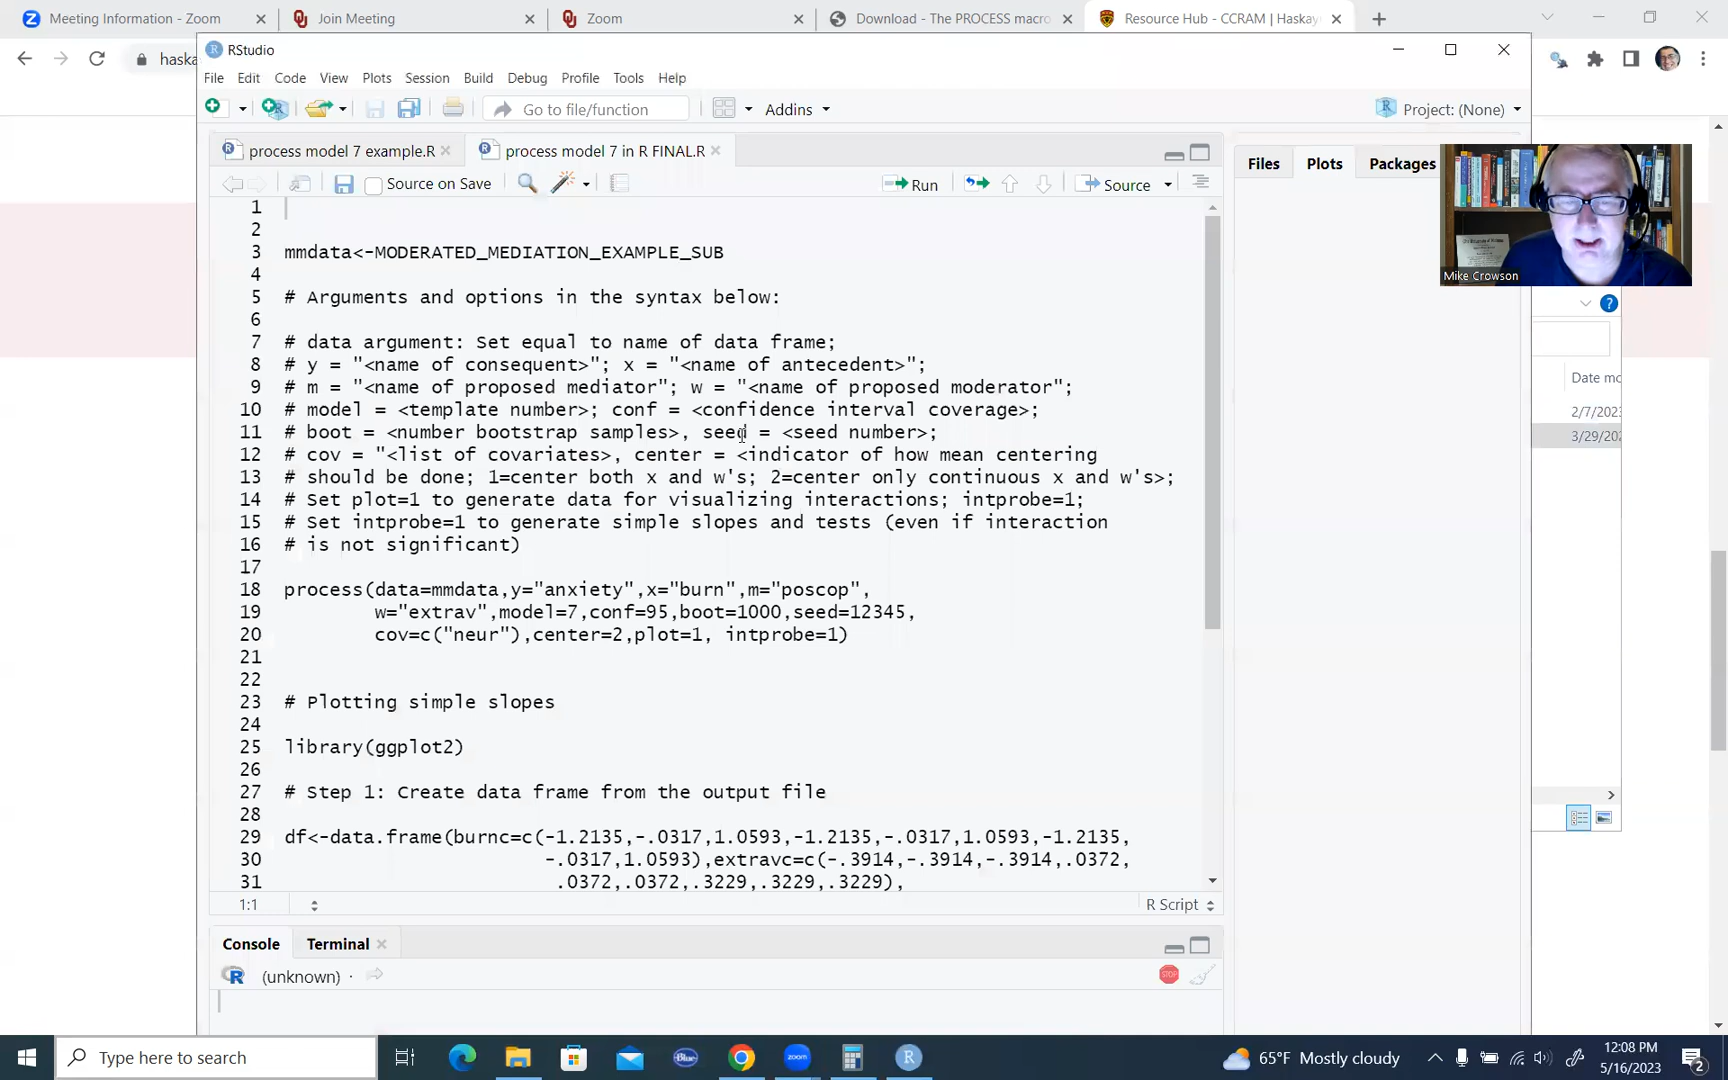 Meeting Information - Zoom
Join Meeting
Zoom
Download - The PROCESS macro
Resource Hub - CCRAM | Haskay
haska
RStudio
File Edit Code View Plots Session Build Debug Profile Tools Help
Go to file/function
Addins
Project: (None)
process model 7 example.R
process model 7 in R FINAL.R
Files Plots Packages
Source on Save
Run
Source
Mike Crowson
1
2
3 mmdata<-MODERATED_MEDIATION_EXAMPLE_SUB
4
5 # Arguments and options in the syntax below:
6
7 # data argument: Set equal to name of data frame;
8 # y = "<name of consequent>"; x = "<name of antecedent>";
9 # m = "<name of proposed mediator"; w = "<name of proposed moderator";
10 # model = <template number>; conf = <confidence interval coverage>;
11 # boot = <number bootstrap samples>, seed = <seed number>;
12 # cov = "<list of covariates>, center = <indicator of how mean centering
13 # should be done; 1=center both x and w's; 2=center only continuous x and w's>;
14 # Set plot=1 to generate data for visualizing interactions; intprobe=1;
15 # Set intprobe=1 to generate simple slopes and tests (even if interaction
16 # is not significant)
17
18 process(data=mmdata,y="anxiety",x="burn",m="poscop",
19 w="extrav",model=7,conf=95,boot=1000,seed=12345,
20 cov=c("neur"),center=2,plot=1, intprobe=1)
21
22
23 # Plotting simple slopes
24
25 library(ggplot2)
26
27 # Step 1: Create data frame from the output file
28
29 df<-data.frame(burnc=c(-1.2135,-.0317,1.0593,-1.2135,-.0317,1.0593,-1.2135,
30 -.0317,1.0593),extravc=c(-.3914,-.3914,-.3914,.0372,
31 .0372,.0372,.3229,.3229,.3229),
1:1
R Script
Date mo
2/7/2023
3/29/202
Console
Terminal
(unknown) ·
STOP
Type here to search
Blue
zoom
65°F Mostly cloudy
12:08 PM
5/16/2023
2